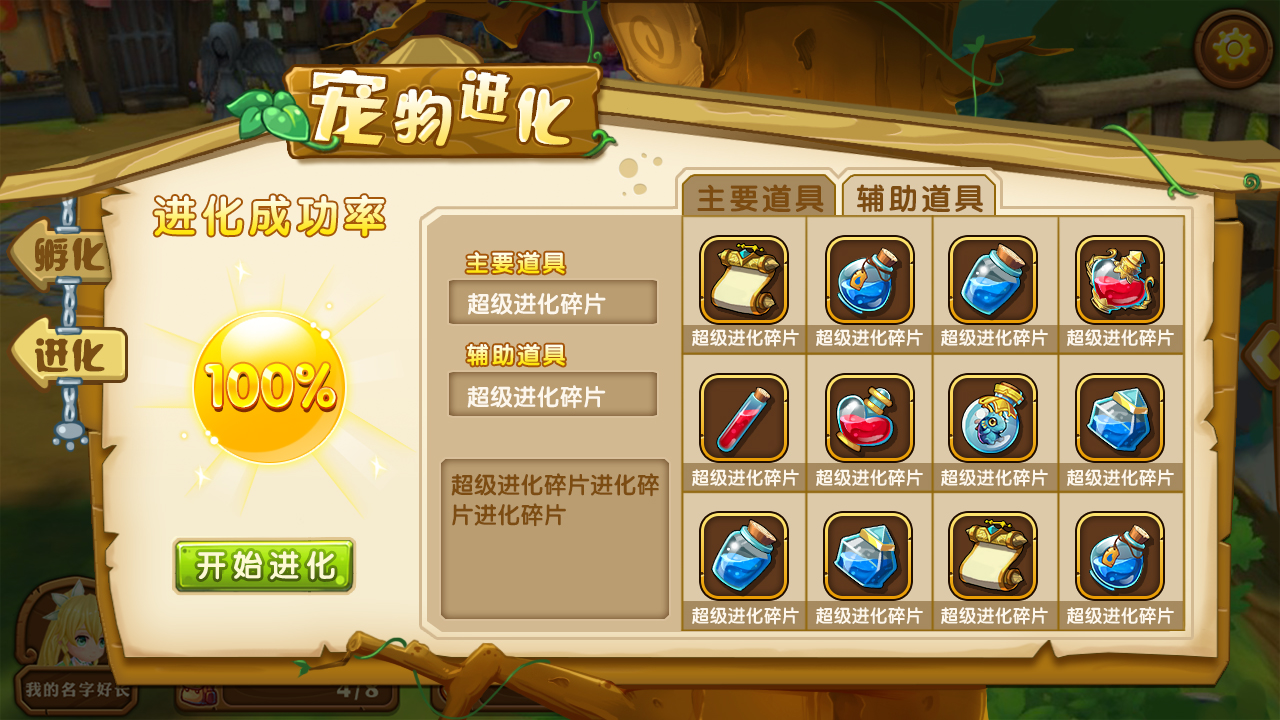 宠物进化
进化成功率
孵化
进化
100%
开始进化
主要道具
超级进化碎片
辅助道具
超级进化碎片
超级进化碎片进化碎
片进化碎片
主要道具 辅助道具
超级进化碎片 超级进化碎片 超级进化碎片 超级进化碎片
超级进化碎片 超级进化碎片 超级进化碎片 超级进化碎片
超级进化碎片 超级进化碎片 超级进化碎片 超级进化碎片
我的名字好长
4/8